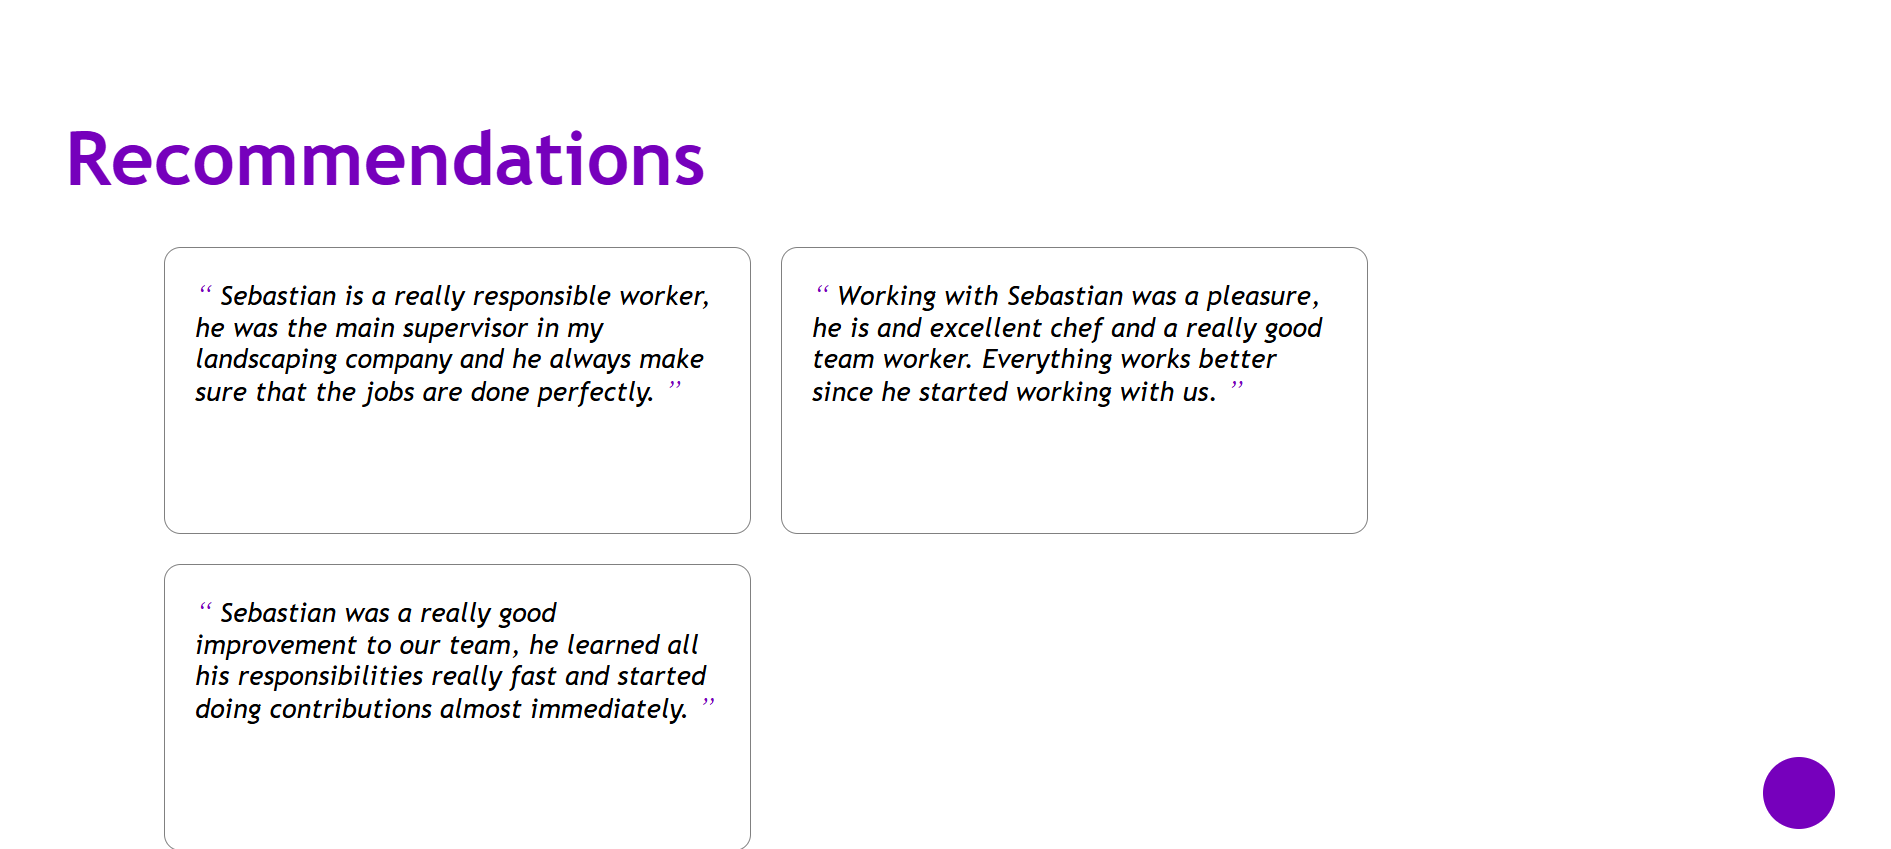 Recommendations
“ Sebastian is a really responsible worker,
he was the main supervisor in my
landscaping company and he always make
sure that the jobs are done perfectly. ”
“ Working with Sebastian was a pleasure,
he is and excellent chef and a really good
team worker. Everything works better
since he started working with us. ”
“ Sebastian was a really good
improvement to our team, he learned all
his responsibilities really fast and started
doing contributions almost immediately. ”